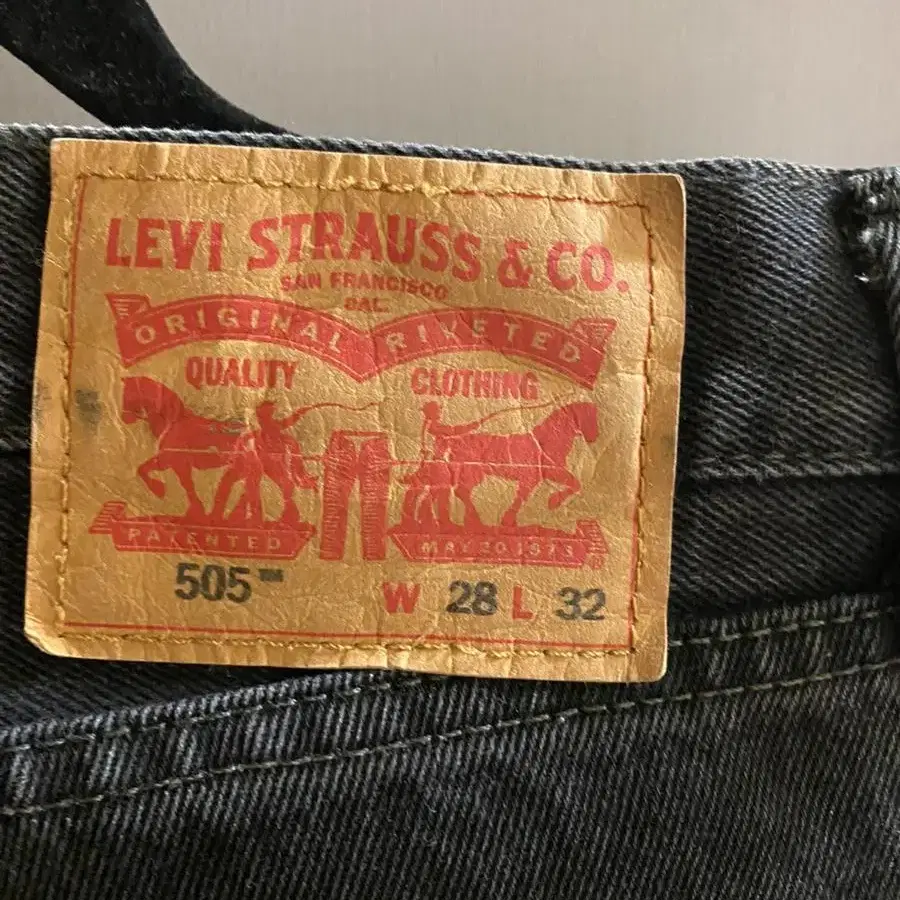 LEVI STRAUSS & CO.
SAN FRANCISCO
CAL.
ORIGINAL RIVETED
QUALITY CLOTHING
PATENTED MAY 20 1873
®
505™ W 28 L 32